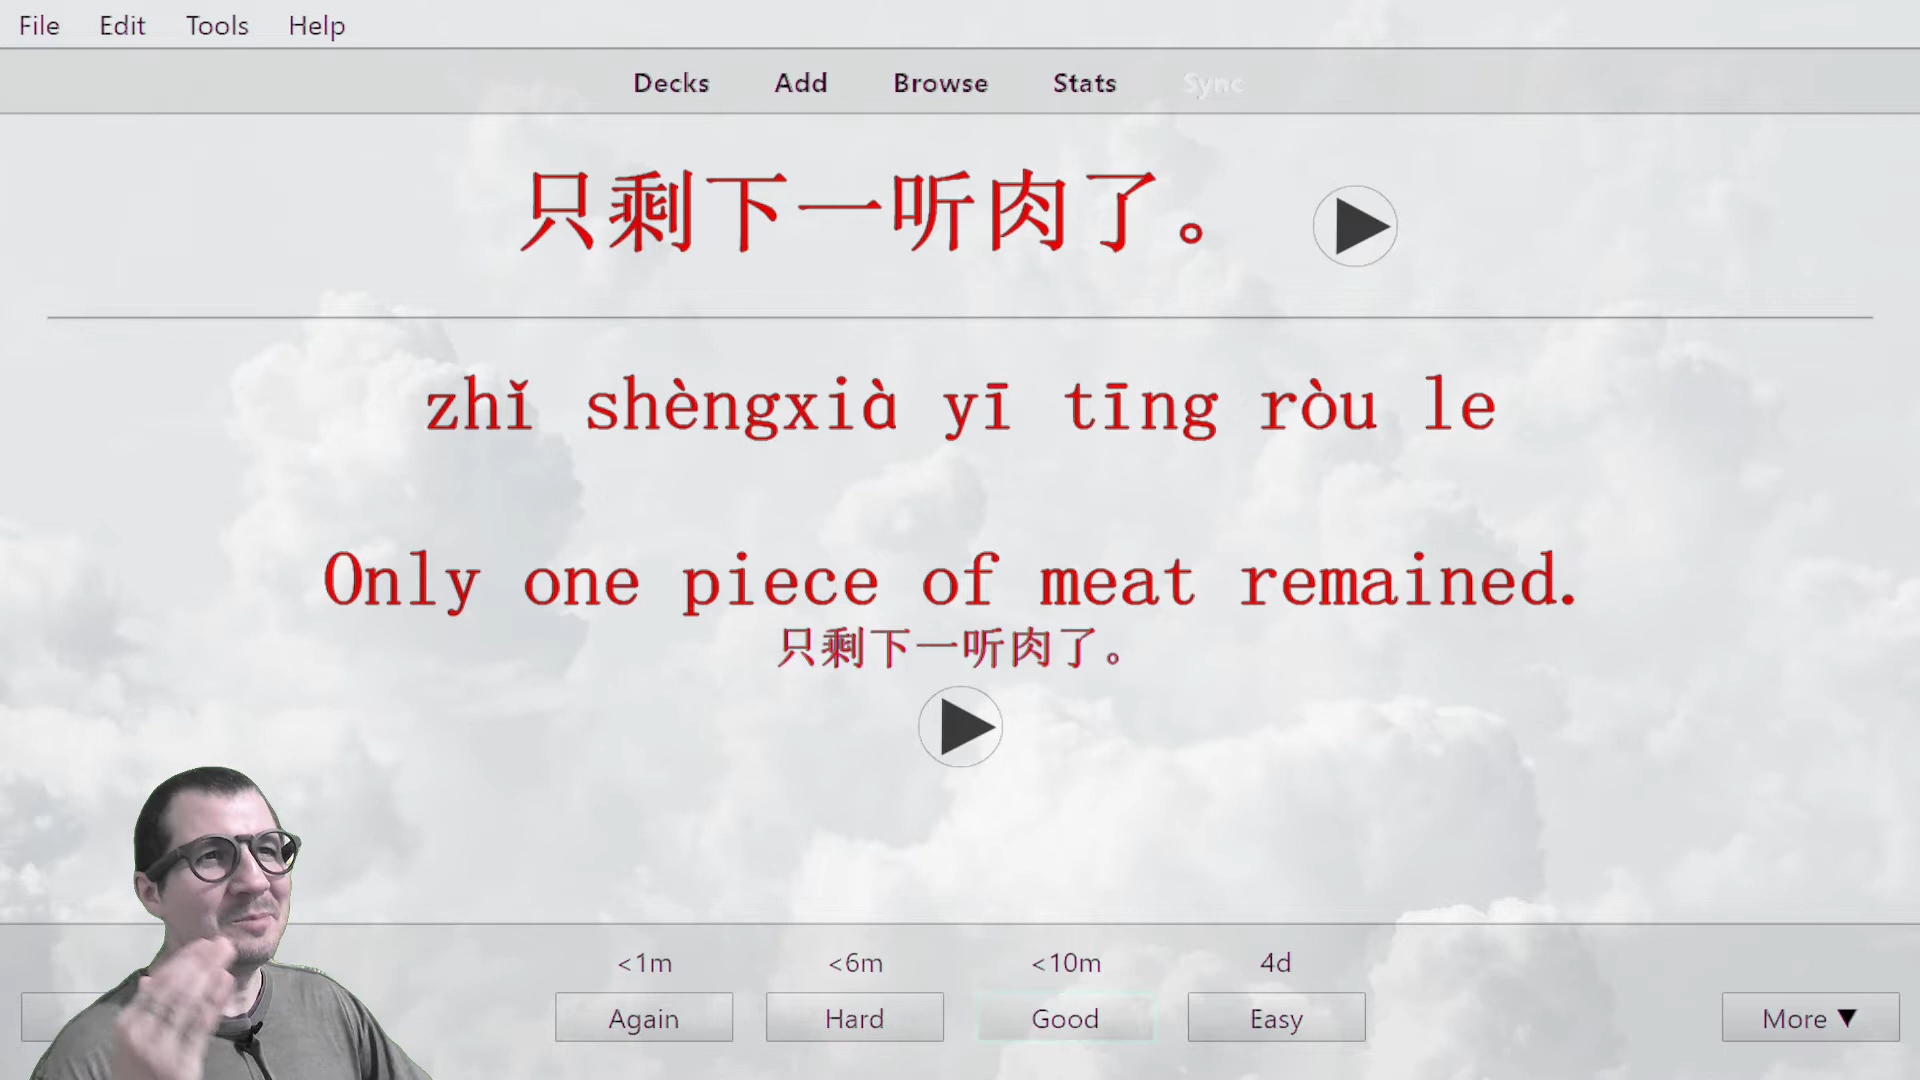 File Edit Tools Help
Decks Add Browse Stats Sync
只剩下一听肉了。
zhǐ shèngxià yī tīng ròu le
Only one piece of meat remained.
只剩下一听肉了。
<1m <6m <10m 4d
Again Hard Good Easy More ▼